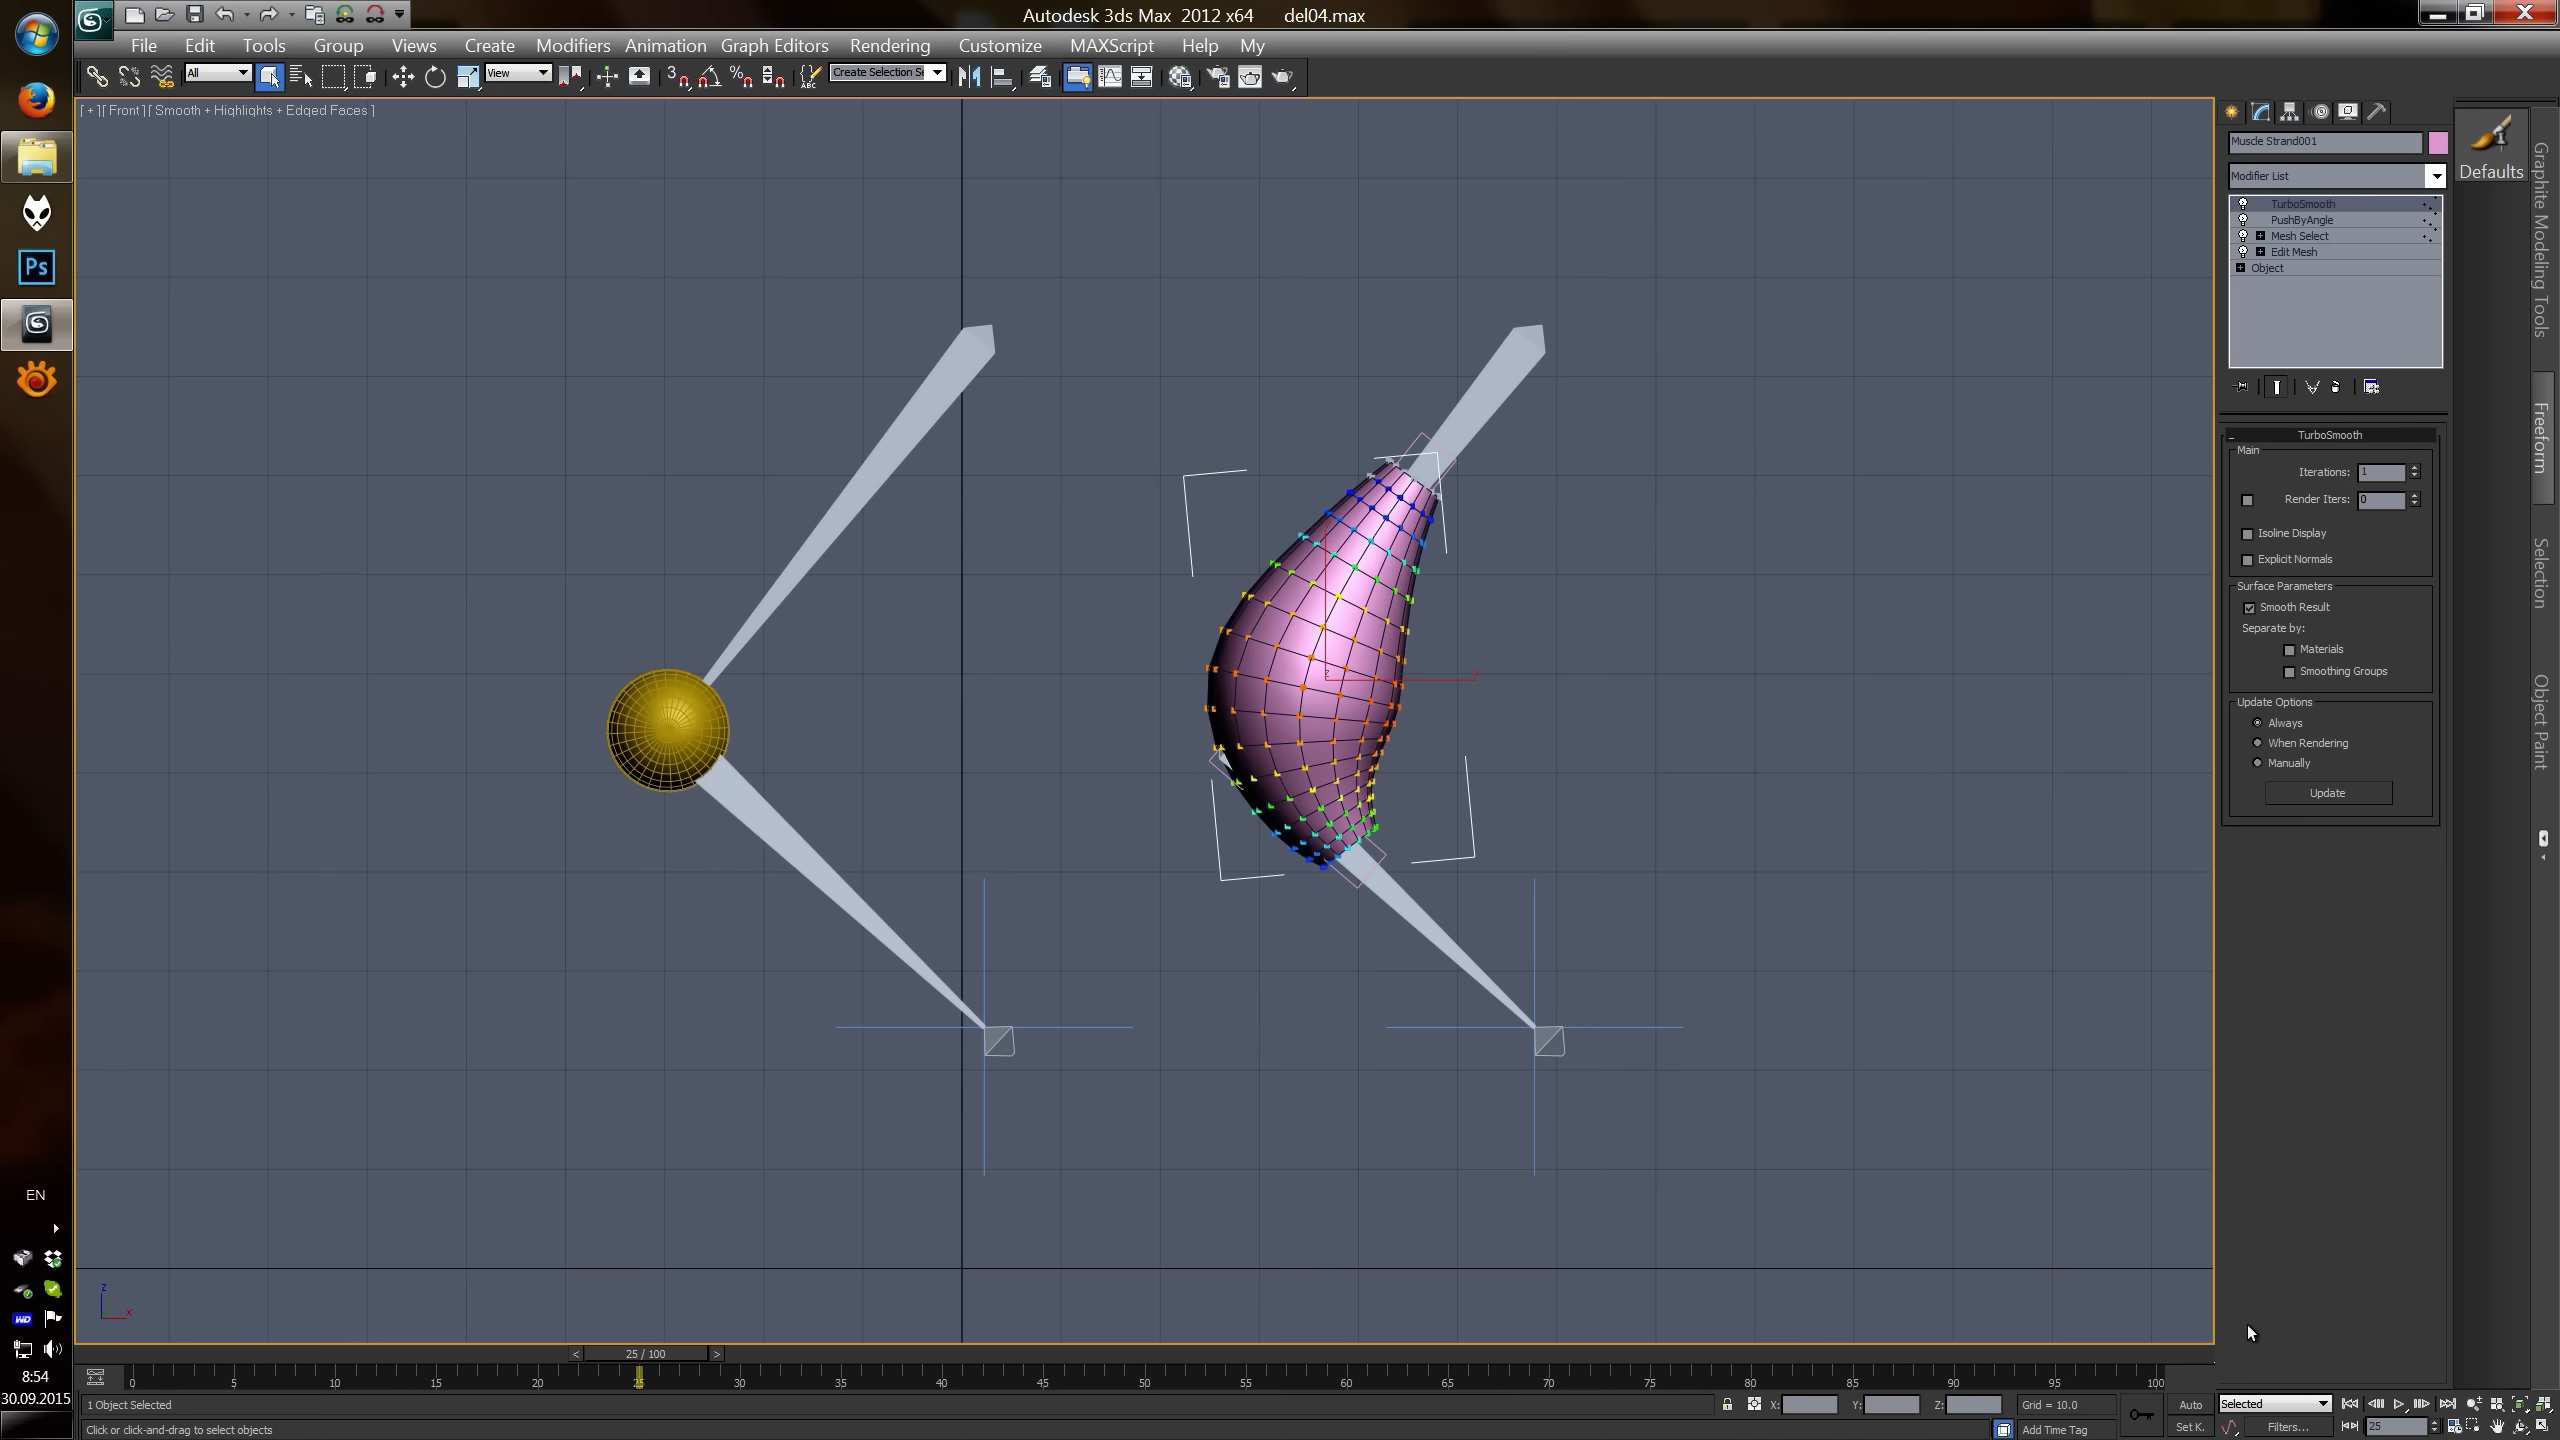 Autodesk 3ds Max 2012 x64 del04.max
File Edit Tools Group Views Create Modifiers Animation Graph Editors Rendering Customize MAXScript Help My
All View Create Selection Se
[ + ][ Front ][ Smooth + Highlights + Edged Faces ]
Muscle Strand001
Modifier List
TurboSmooth
PushByAngle
Mesh Select
Edit Mesh
Object
Defaults
Graphite Modeling Tools
Freeform
Selection
Object Paint
TurboSmooth
Main
Iterations: 1
Render Iters: 0
Isoline Display
Explicit Normals
Surface Parameters
Smooth Result
Separate by:
Materials
Smoothing Groups
Update Options
Always
When Rendering
Manually
Update
Ps
EN
WD
8:54
30.09.2015
z
x
< 25 / 100 >
0 5 10 15 20 25 30 35 40 45 50 55 60 65 70 75 80 85 90 95 100
1 Object Selected X: Y: Z: Grid = 10.0 Auto Selected
Click or click-and-drag to select objects Add Time Tag Set K. Filters... 25